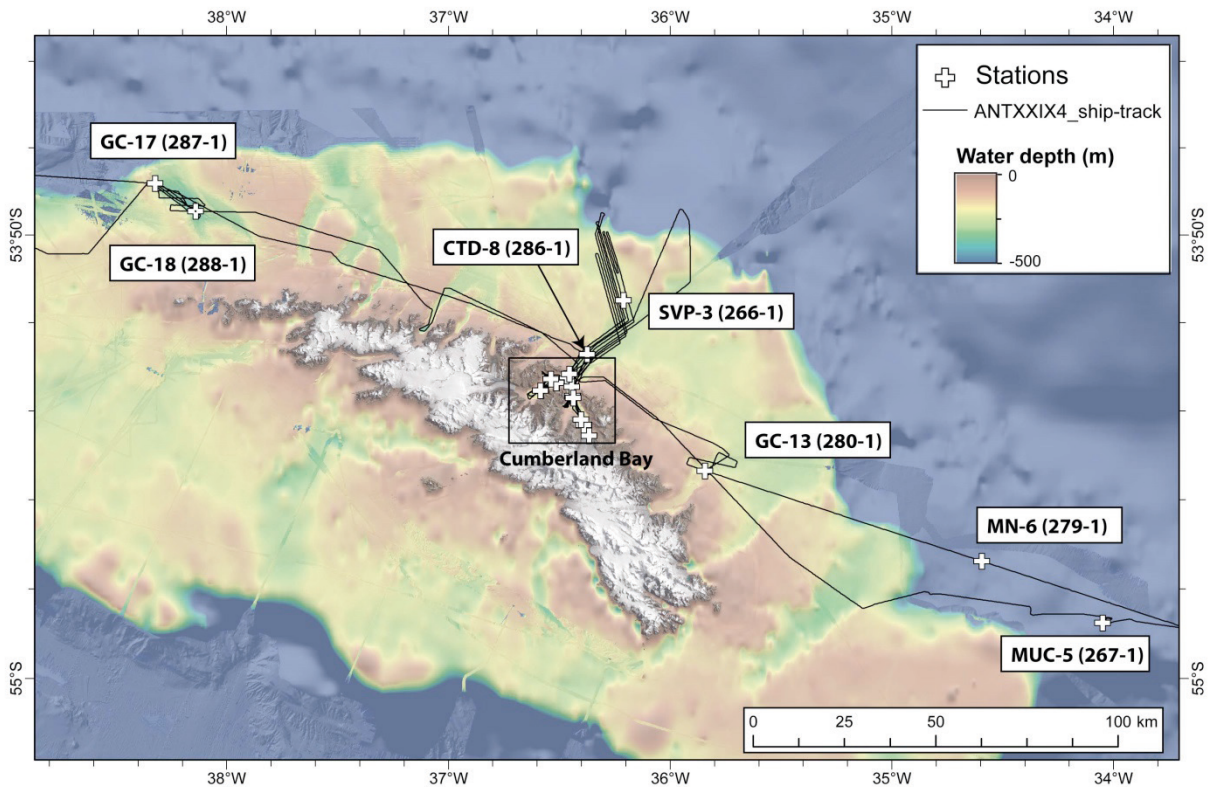 38°W 37°W 36°W 35°W 34°W
Stations
ANTXXIX4_ship-track
Water depth (m)
0
-500
GC-17 (287-1)
53°50'S
53°50'S
CTD-8 (286-1)
GC-18 (288-1)
SVP-3 (266-1)
GC-13 (280-1)
Cumberland Bay
MN-6 (279-1)
MUC-5 (267-1)
55°S
55°S
0 25 50 100 km
38°W 37°W 36°W 35°W 34°W